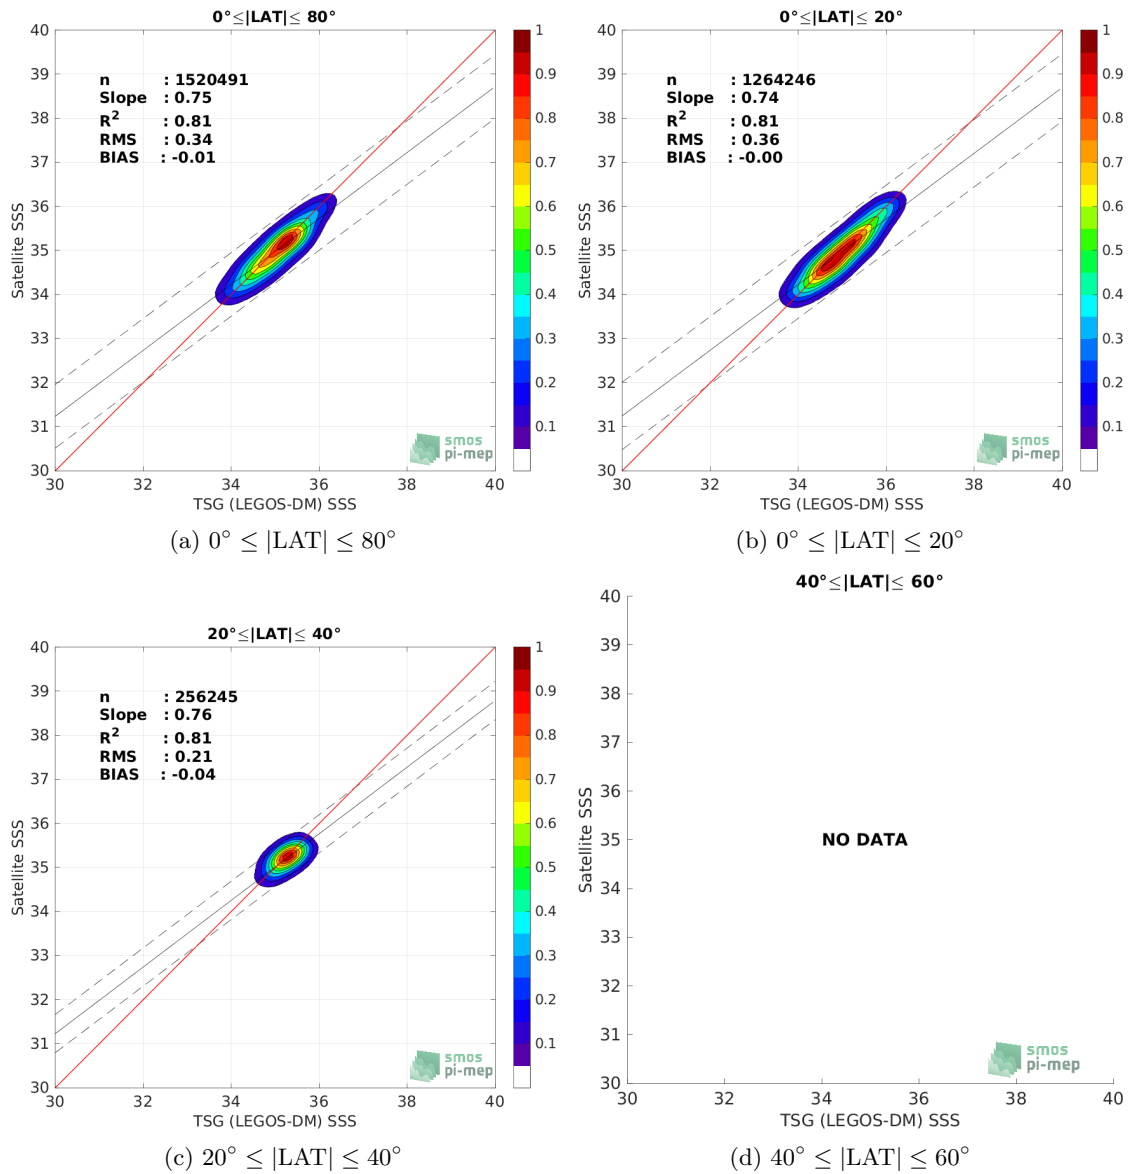 0°≤|LAT|≤ 80°
40
39
38
37
36
35
34
33
32
31
30
Satellite SSS
n : 1520491
Slope : 0.75
R² : 0.81
RMS : 0.34
BIAS : -0.01
smos
pi-mep
30 32 34 36 38 40
TSG (LEGOS-DM) SSS
1
0.9
0.8
0.7
0.6
0.5
0.4
0.3
0.2
0.1
(a) 0° ≤ |LAT| ≤ 80°
0°≤|LAT|≤ 20°
40
39
38
37
36
35
34
33
32
31
30
Satellite SSS
n : 1264246
Slope : 0.74
R² : 0.81
RMS : 0.36
BIAS : -0.00
smos
pi-mep
30 32 34 36 38 40
TSG (LEGOS-DM) SSS
1
0.9
0.8
0.7
0.6
0.5
0.4
0.3
0.2
0.1
(b) 0° ≤ |LAT| ≤ 20°
20°≤|LAT|≤ 40°
40
39
38
37
36
35
34
33
32
31
30
Satellite SSS
n : 256245
Slope : 0.76
R² : 0.81
RMS : 0.21
BIAS : -0.04
smos
pi-mep
30 32 34 36 38 40
TSG (LEGOS-DM) SSS
1
0.9
0.8
0.7
0.6
0.5
0.4
0.3
0.2
0.1
(c) 20° ≤ |LAT| ≤ 40°
40°≤|LAT|≤ 60°
40
39
38
37
36
35
34
33
32
31
30
Satellite SSS
NO DATA
smos
pi-mep
30 32 34 36 38 40
TSG (LEGOS-DM) SSS
(d) 40° ≤ |LAT| ≤ 60°